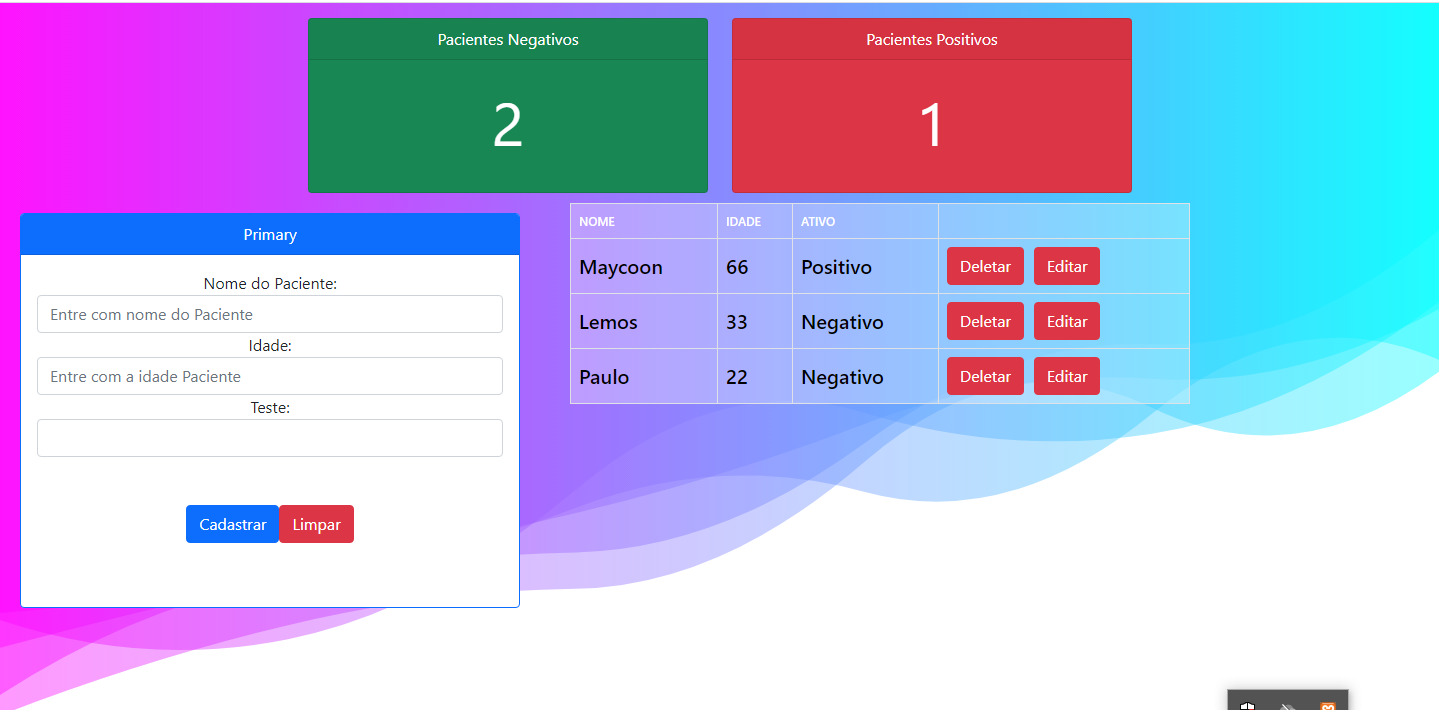 Pacientes Negativos
2
Pacientes Positivos
1
Primary
Nome do Paciente:
Entre com nome do Paciente
Idade:
Entre com a idade Paciente
Teste:
Cadastrar Limpar
NOME IDADE ATIVO
Maycoon 66 Positivo Deletar Editar
Lemos 33 Negativo Deletar Editar
Paulo 22 Negativo Deletar Editar